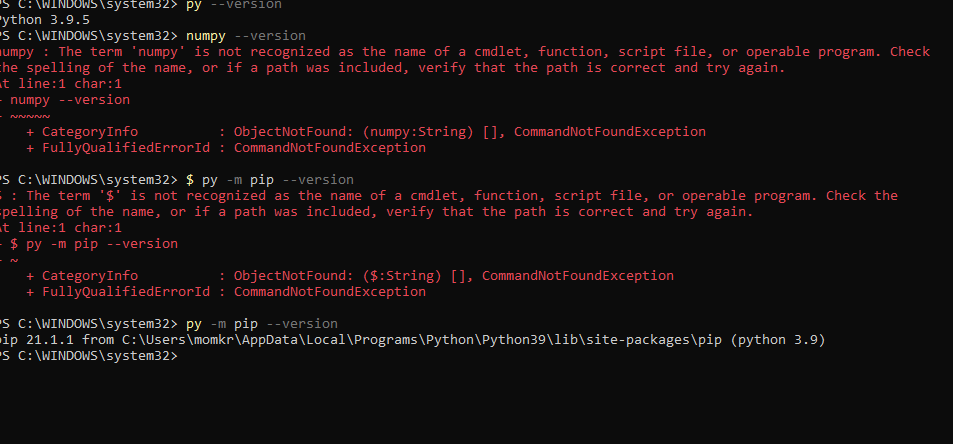 PS C:\WINDOWS\system32> py --version
Python 3.9.5
PS C:\WINDOWS\system32> numpy --version
numpy : The term 'numpy' is not recognized as the name of a cmdlet, function, script file, or operable program. Check
the spelling of the name, or if a path was included, verify that the path is correct and try again.
At line:1 char:1
+ numpy --version
+ ~~~~~
+ CategoryInfo : ObjectNotFound: (numpy:String) [], CommandNotFoundException
+ FullyQualifiedErrorId : CommandNotFoundException
PS C:\WINDOWS\system32> $ py -m pip --version
$ : The term '$' is not recognized as the name of a cmdlet, function, script file, or operable program. Check the
spelling of the name, or if a path was included, verify that the path is correct and try again.
At line:1 char:1
+ $ py -m pip --version
+ ~
+ CategoryInfo : ObjectNotFound: ($:String) [], CommandNotFoundException
+ FullyQualifiedErrorId : CommandNotFoundException
PS C:\WINDOWS\system32> py -m pip --version
pip 21.1.1 from C:\Users\momkr\AppData\Local\Programs\Python\Python39\lib\site-packages\pip (python 3.9)
PS C:\WINDOWS\system32>